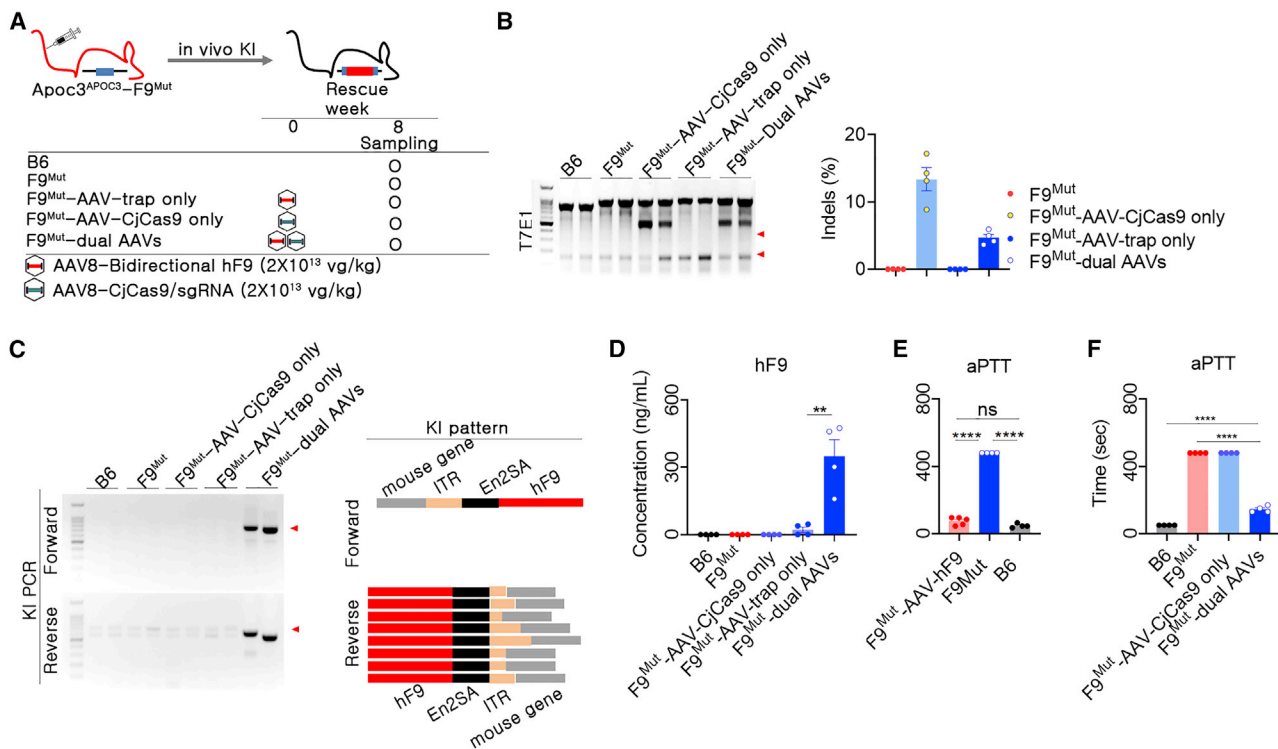 A
in vivo KI
Apoc3ᴬᴾᴼᶜ³–F9ᴹᵘᵗ
Rescue
week
0 8
Sampling
B6 O
F9ᴹᵘᵗ O
F9ᴹᵘᵗ–AAV–trap only O
F9ᴹᵘᵗ–AAV–CjCas9 only O
F9ᴹᵘᵗ–dual AAVs O
AAV8–Bidirectional hF9 (2X10¹³ vg/kg)
AAV8–CjCas9/sgRNA (2X10¹³ vg/kg)
B
B6
F9ᴹᵘᵗ
F9ᴹᵘᵗ–AAV–CjCas9 only
F9ᴹᵘᵗ–AAV–trap only
F9ᴹᵘᵗ–Dual AAVs
T7E1
Indels (%)
20
10
0
F9ᴹᵘᵗ
F9ᴹᵘᵗ-AAV-CjCas9 only
F9ᴹᵘᵗ-AAV-trap only
F9ᴹᵘᵗ-dual AAVs
C
B6
F9ᴹᵘᵗ
F9ᴹᵘᵗ–AAV–CjCas9 only
F9ᴹᵘᵗ–AAV–trap only
F9ᴹᵘᵗ–dual AAVs
KI PCR
Forward
Reverse
KI pattern
mouse gene
ITR
En2SA
hF9
Forward
Reverse
hF9
En2SA
ITR
mouse gene
D
hF9
Concentration (ng/mL)
600
300
0
**
B6
F9ᴹᵘᵗ
F9ᴹᵘᵗ-AAV-CjCas9 only
F9ᴹᵘᵗ-AAV-trap only
F9ᴹᵘᵗ-dual AAVs
E
aPTT
800
400
0
ns
**** ****
F9ᴹᵘᵗ-AAV-hF9
F9Mut
B6
F
aPTT
Time (sec)
800
400
0
****
****
B6
F9ᴹᵘᵗ
F9ᴹᵘᵗ-AAV-CjCas9 only
F9ᴹᵘᵗ-dual AAVs